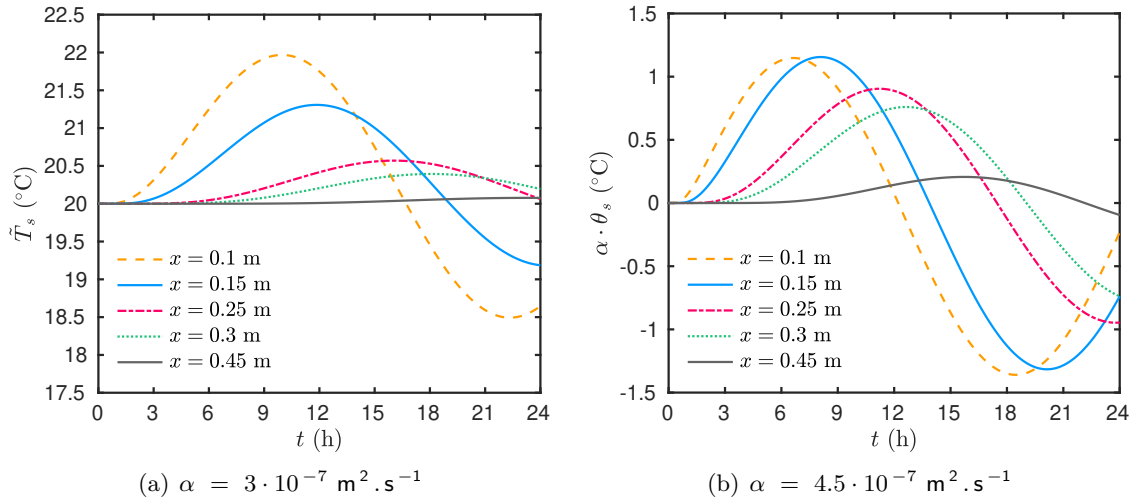 22.5
22
21.5
21
20.5
20
19.5
19
18.5
18
17.5
T̃ₛ (°C)
x = 0.1 m
x = 0.15 m
x = 0.25 m
x = 0.3 m
x = 0.45 m
0 3 6 9 12 15 18 21 24
t (h)
(a) α = 3 · 10⁻⁷ m² . s⁻¹
1.5
1
0.5
0
-0.5
-1
-1.5
α · θₛ (°C)
x = 0.1 m
x = 0.15 m
x = 0.25 m
x = 0.3 m
x = 0.45 m
0 3 6 9 12 15 18 21 24
t (h)
(b) α = 4.5 · 10⁻⁷ m² . s⁻¹